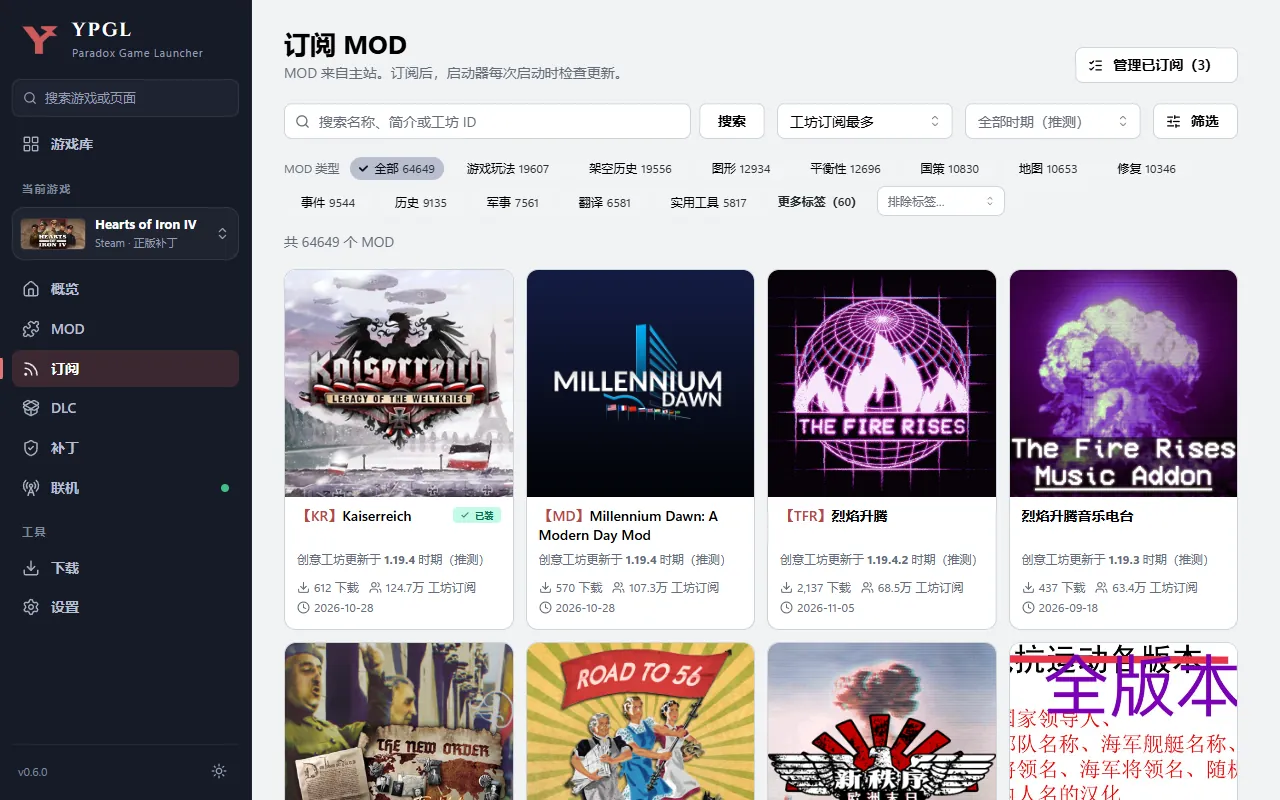 YPGL
Paradox Game Launcher
搜索游戏或页面
游戏库
当前游戏
HEARTS OF IRON IV
Hearts of Iron IV
Steam · 正版补丁
概览
MOD
订阅
DLC
补丁
联机
工具
下载
设置
v0.6.0
订阅 MOD
MOD 来自主站。订阅后，启动器每次启动时检查更新。
管理已订阅（3）
搜索名称、简介或工坊 ID
搜索
工坊订阅最多
全部时期（推测）
筛选
MOD 类型
全部 64649
游戏玩法 19607
架空历史 19556
图形 12934
平衡性 12696
国策 10830
地图 10653
修复 10346
事件 9544
历史 9135
军事 7561
翻译 6581
实用工具 5817
更多标签（60）
排除标签...
共 64649 个 MOD
Kaiserreich
LEGACY OF THE WELTKRIEG
【KR】Kaiserreich
已装
创意工坊更新于 1.19.4 时期（推测）
612 下载
124.7万 工坊订阅
2026-10-28
MILLENNIUM
DAWN
【MD】Millennium Dawn: A
Modern Day Mod
创意工坊更新于 1.19.4 时期（推测）
570 下载
107.3万 工坊订阅
2026-10-28
THE FIRE RISES
【TFR】烈焰升腾
创意工坊更新于 1.19.4.2 时期（推测）
2,137 下载
68.5万 工坊订阅
2026-11-05
The Fire Rises
Music Addon
烈焰升腾音乐电台
创意工坊更新于 1.19.3 时期（推测）
437 下载
63.4万 工坊订阅
2026-09-18
THE NEW ORDER
ROAD TO 56
新秩序
欧洲末日
抗运动各版本
全版本
国家领导人、
部队名称、海军舰艇名称、
将领名、海军将领名、随机
人名的汉化